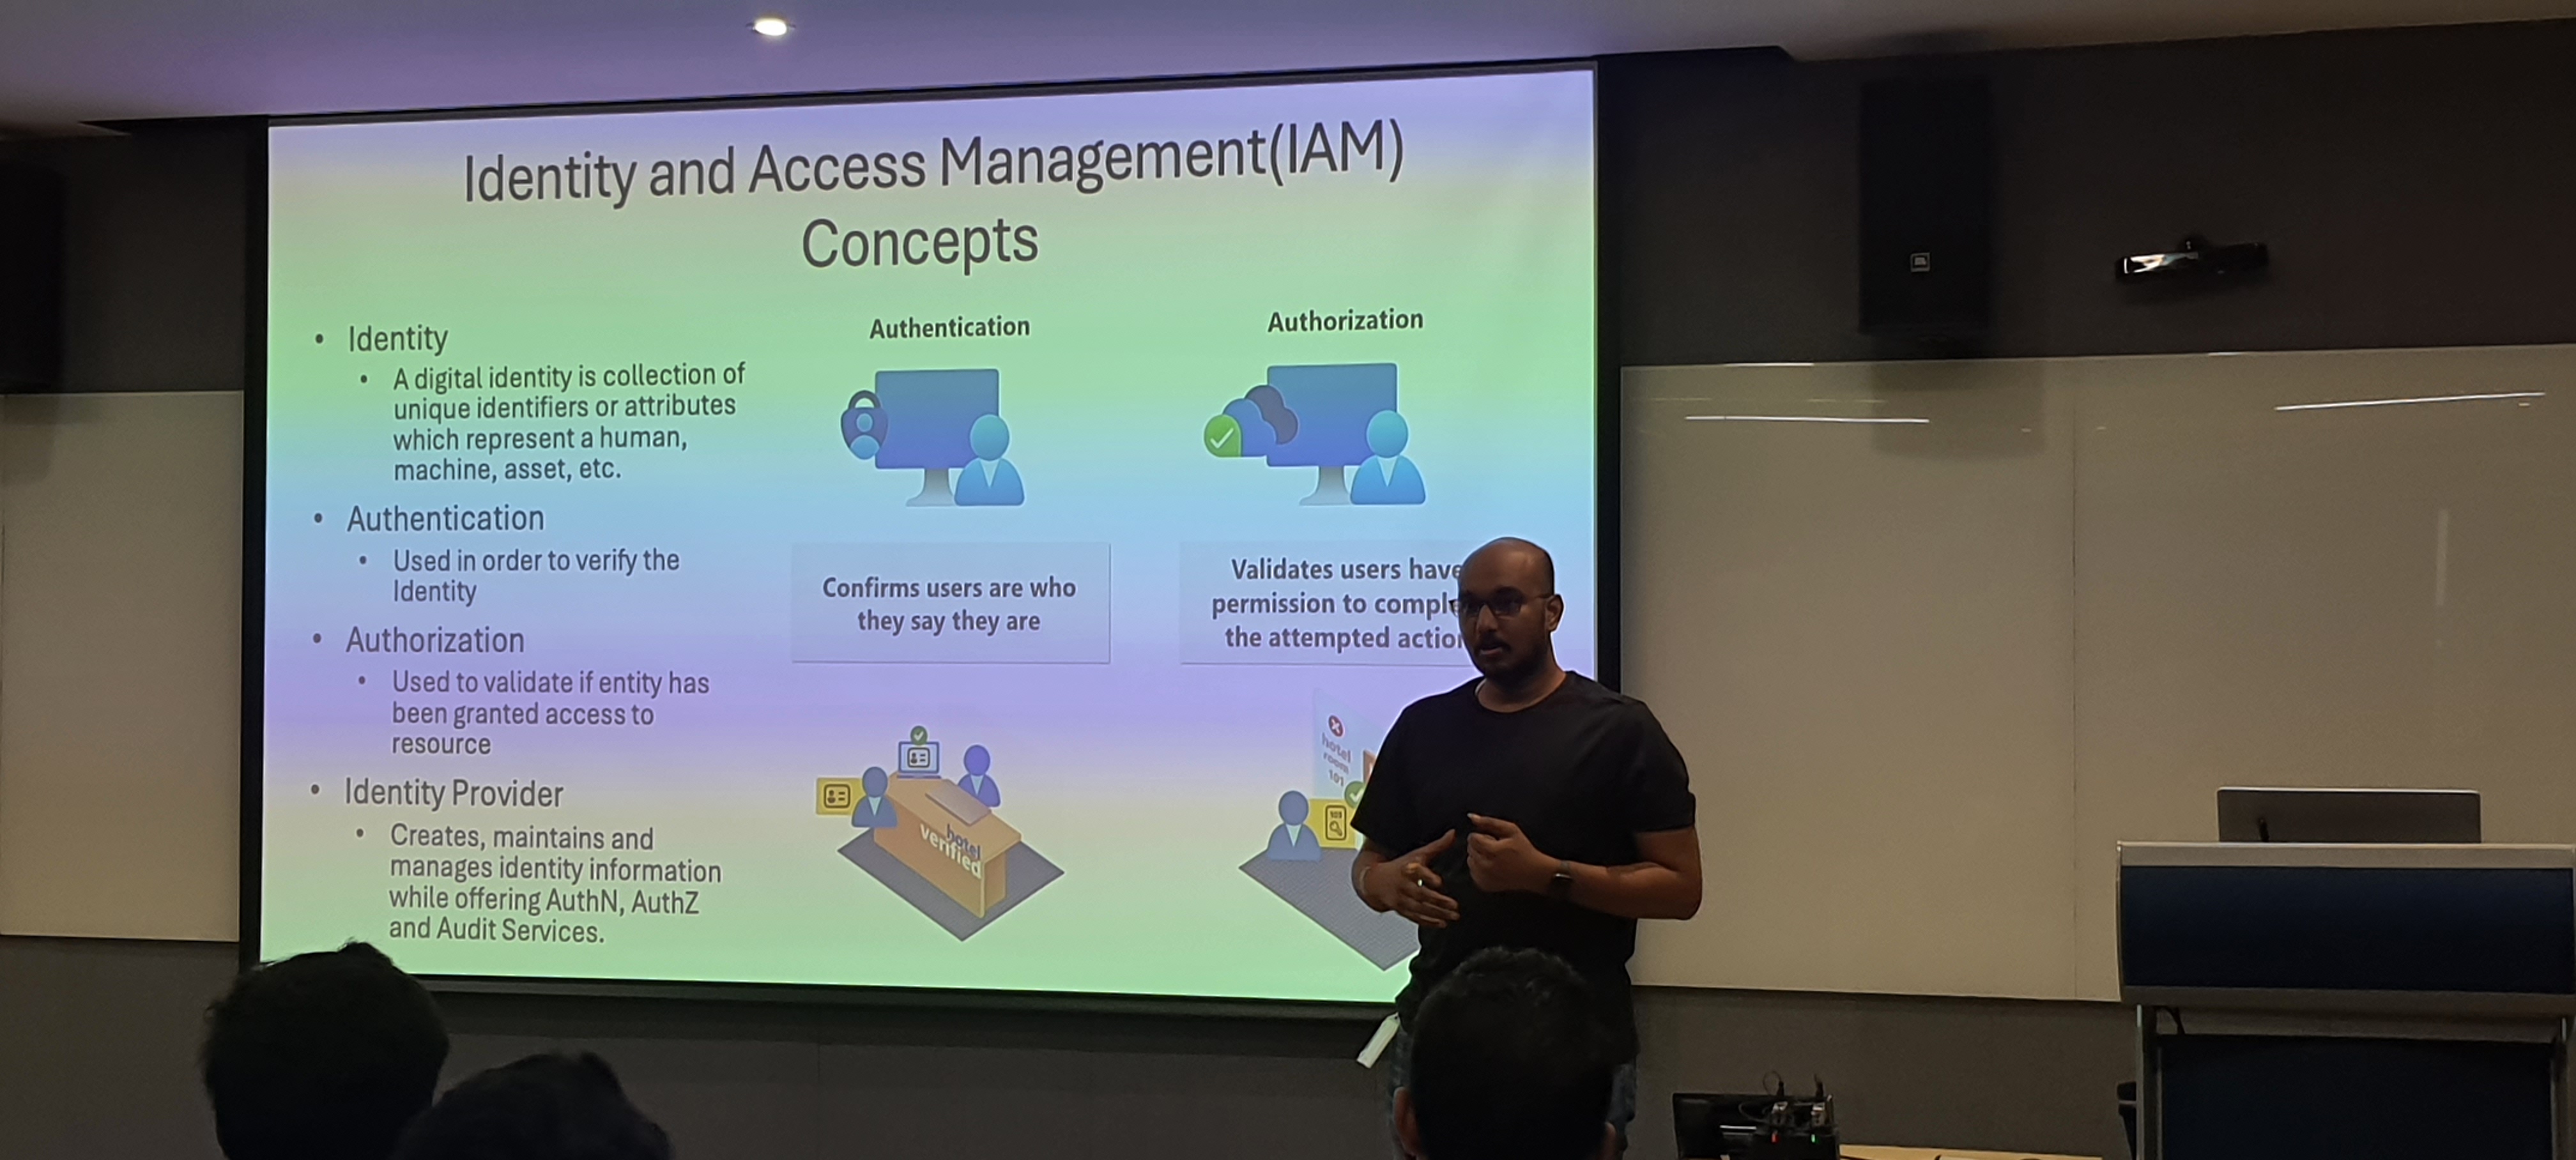 Identity and Access Management(IAM)
Concepts
• Identity
• A digital identity is collection of
unique identifiers or attributes
which represent a human,
machine, asset, etc.
• Authentication
• Used in order to verify the
Identity
• Authorization
• Used to validate if entity has
been granted access to
resource
• Identity Provider
• Creates, maintains and
manages identity information
while offering AuthN, AuthZ
and Audit Services.
Authentication
Confirms users are who
they say they are
hotel
verified
Authorization
Validates users have
permission to
the attempted
hotel
room
101
103